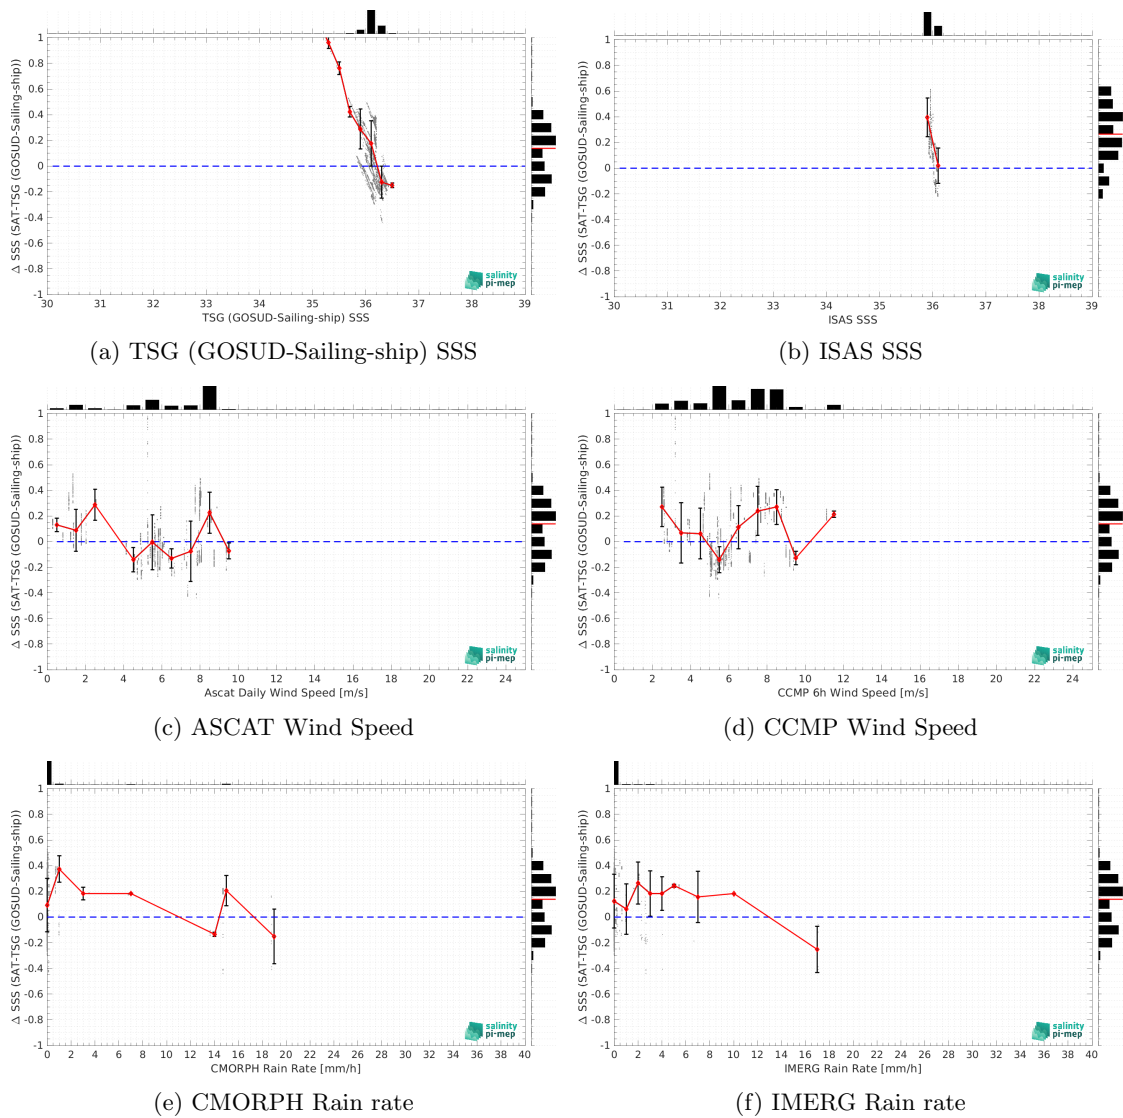 Δ SSS (SAT-TSG (GOSUD-Sailing-ship))
1
0.8
0.6
0.4
0.2
0
-0.2
-0.4
-0.6
-0.8
-1
30 31 32 33 34 35 36 37 38 39
TSG (GOSUD-Sailing-ship) SSS
salinity
pi-mep
(a) TSG (GOSUD-Sailing-ship) SSS
Δ SSS (SAT-TSG (GOSUD-Sailing-ship))
1
0.8
0.6
0.4
0.2
0
-0.2
-0.4
-0.6
-0.8
-1
30 31 32 33 34 35 36 37 38 39
ISAS SSS
salinity
pi-mep
(b) ISAS SSS
Δ SSS (SAT-TSG (GOSUD-Sailing-ship))
1
0.8
0.6
0.4
0.2
0
-0.2
-0.4
-0.6
-0.8
-1
0 2 4 6 8 10 12 14 16 18 20 22 24
Ascat Daily Wind Speed [m/s]
salinity
pi-mep
(c) ASCAT Wind Speed
Δ SSS (SAT-TSG (GOSUD-Sailing-ship))
1
0.8
0.6
0.4
0.2
0
-0.2
-0.4
-0.6
-0.8
-1
0 2 4 6 8 10 12 14 16 18 20 22 24
CCMP 6h Wind Speed [m/s]
salinity
pi-mep
(d) CCMP Wind Speed
Δ SSS (SAT-TSG (GOSUD-Sailing-ship))
1
0.8
0.6
0.4
0.2
0
-0.2
-0.4
-0.6
-0.8
-1
0 2 4 6 8 10 12 14 16 18 20 22 24 26 28 30 32 34 36 38 40
CMORPH Rain Rate [mm/h]
salinity
pi-mep
(e) CMORPH Rain rate
Δ SSS (SAT-TSG (GOSUD-Sailing-ship))
1
0.8
0.6
0.4
0.2
0
-0.2
-0.4
-0.6
-0.8
-1
0 2 4 6 8 10 12 14 16 18 20 22 24 26 28 30 32 34 36 38 40
IMERG Rain Rate [mm/h]
salinity
pi-mep
(f) IMERG Rain rate